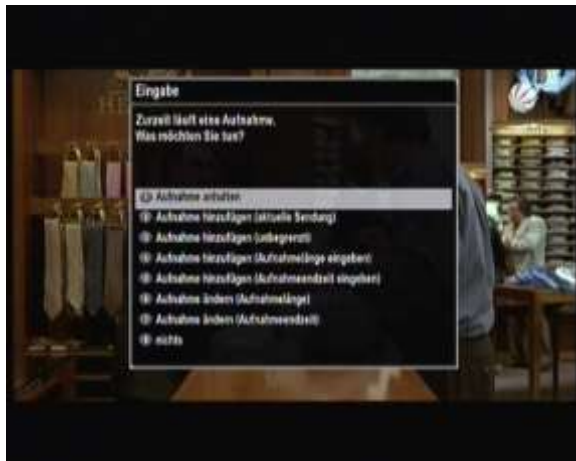 Eingabe
Zurzeit läuft eine Aufnahme.
Was möchten Sie tun?
Aufnahme anhalten
Aufnahme hinzufügen (aktuelle Sendung)
Aufnahme hinzufügen (unbegrenzt)
Aufnahme hinzufügen (Aufnahmelänge eingeben)
Aufnahme hinzufügen (Aufnahmeendzeit eingeben)
Aufnahme ändern (Aufnahmelänge)
Aufnahme ändern (Aufnahmeendzeit)
nichts